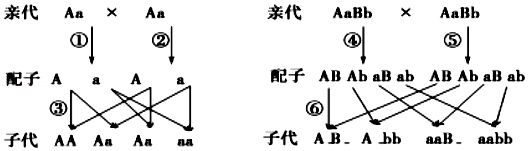 亲代 Aa × Aa 亲代 AaBb × AaBb
① ② ④ ⑤
配子 A a A a 配子 AB Ab aB ab AB Ab aB ab
③ ⑥
子代 AA Aa Aa aa 子代 A_B_ A_bb aaB_ aabb